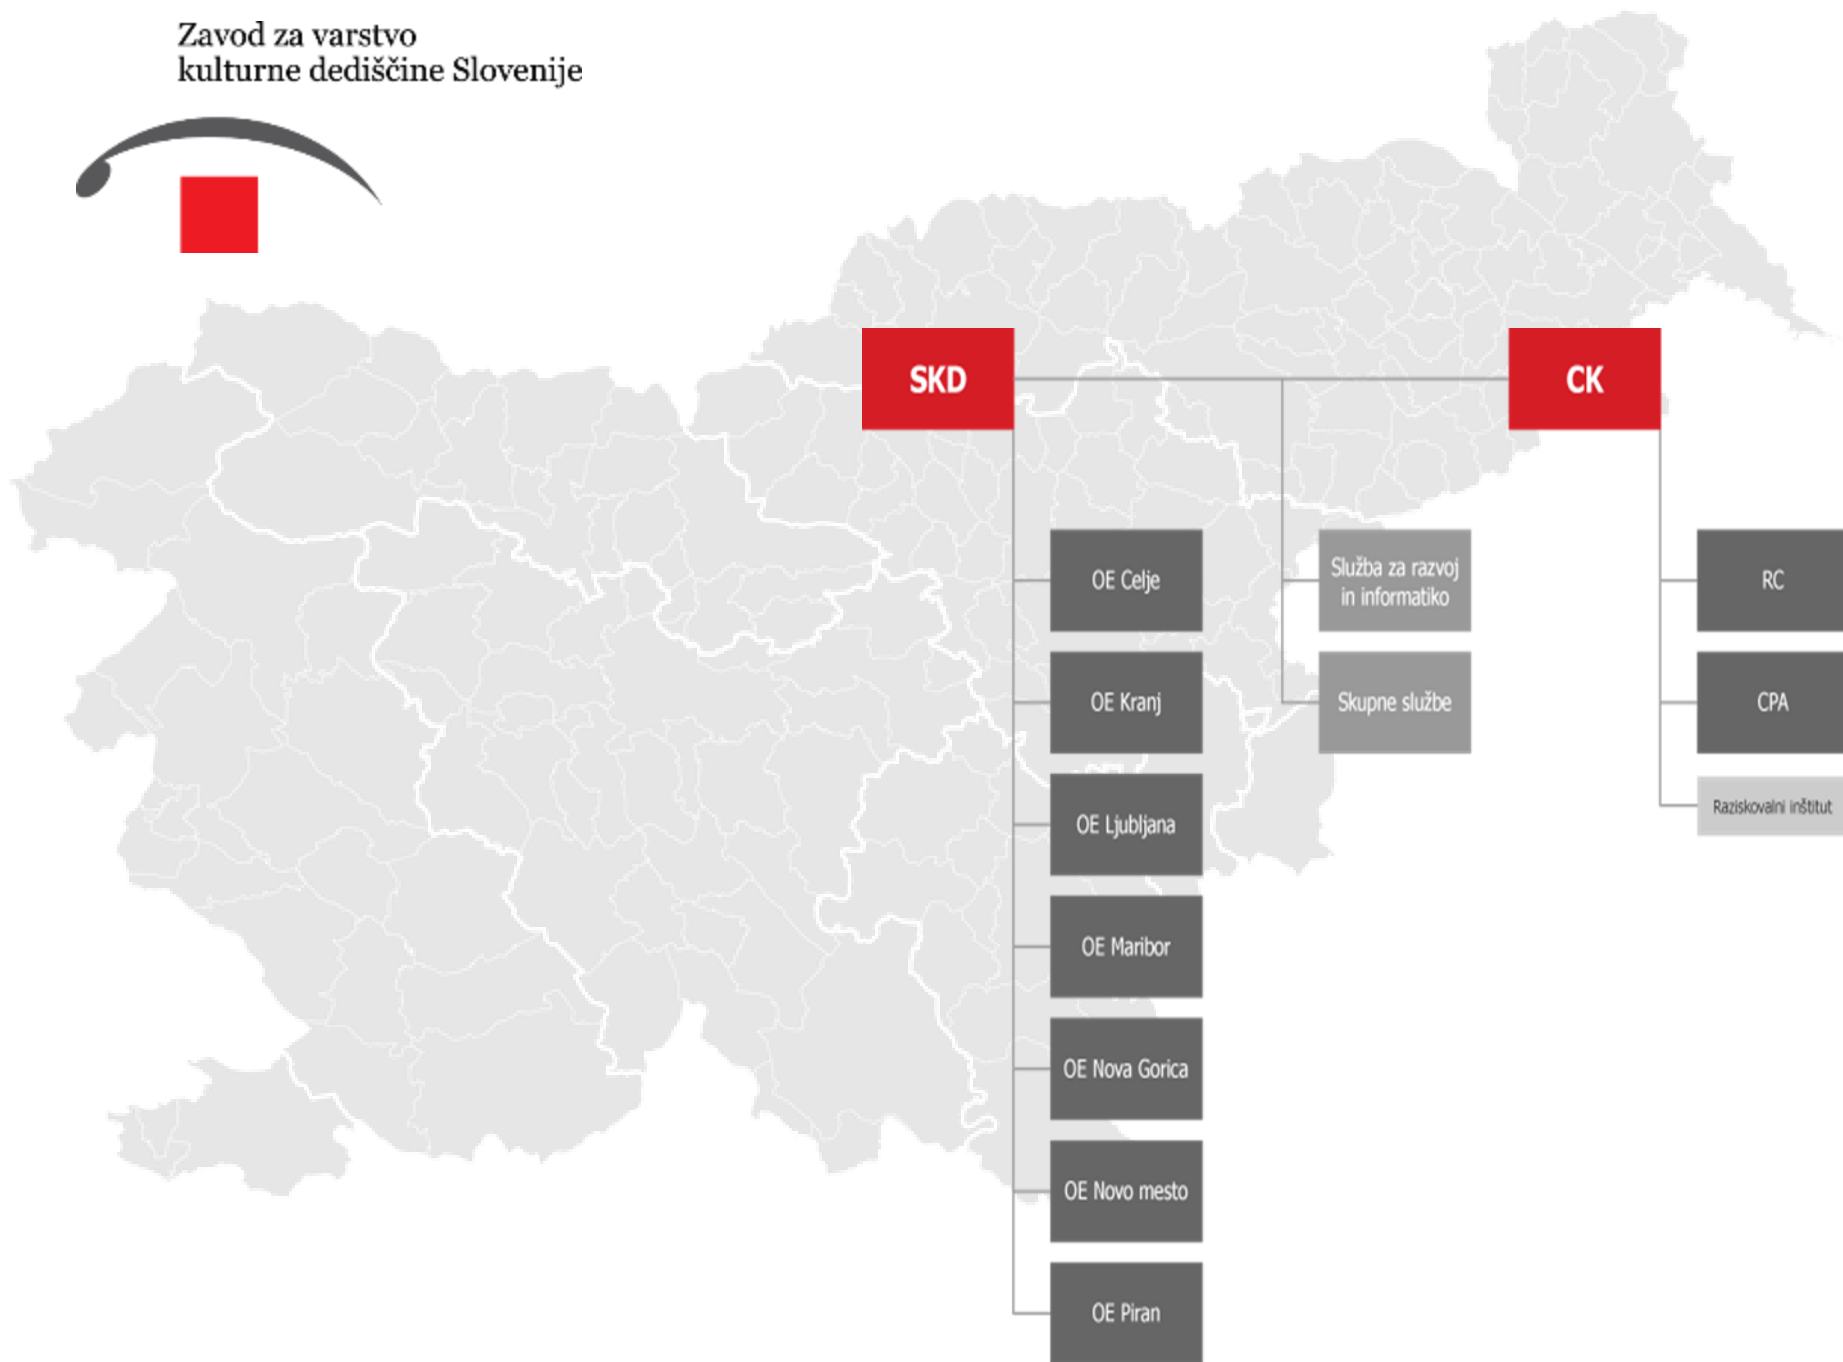 Zavod za varstvo
kulturne dediščine Slovenije
SKD
CK
OE Celje
OE Kranj
OE Ljubljana
OE Maribor
OE Nova Gorica
OE Novo mesto
OE Piran
Služba za razvoj
in informatiko
Skupne službe
RC
CPA
Raziskovalni inštitut